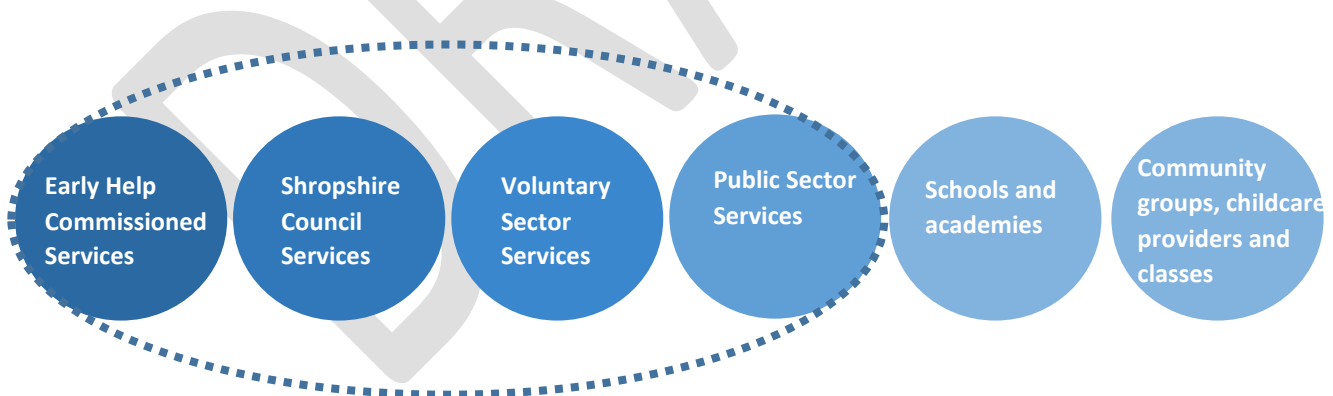 Early Help
Commissioned
Services
Shropshire
Council
Services
Voluntary
Sector
Services
Public Sector
Services
Schools and
academies
Community
groups, childcare
providers and
classes